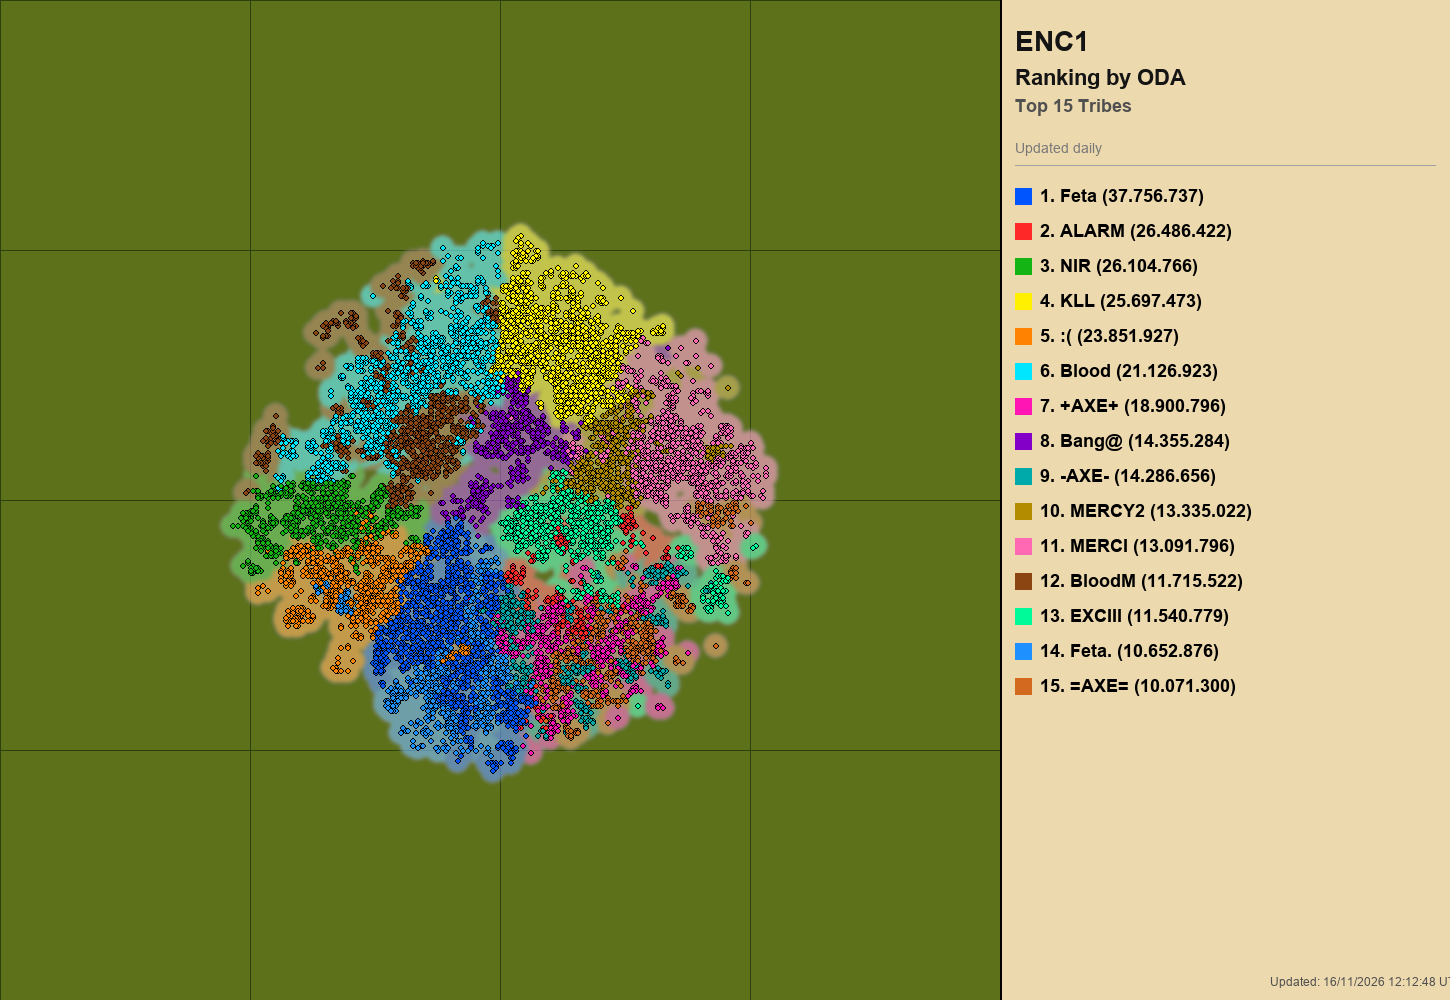 ENC1
Ranking by ODA
Top 15 Tribes
Updated daily
1. Feta (37.756.737)
2. ALARM (26.486.422)
3. NIR (26.104.766)
4. KLL (25.697.473)
5. :( (23.851.927)
6. Blood (21.126.923)
7. +AXE+ (18.900.796)
8. Bang@ (14.355.284)
9. -AXE- (14.286.656)
10. MERCY2 (13.335.022)
11. MERCI (13.091.796)
12. BloodM (11.715.522)
13. EXCIII (11.540.779)
14. Feta. (10.652.876)
15. =AXE= (10.071.300)
Updated: 16/11/2026 12:12:48